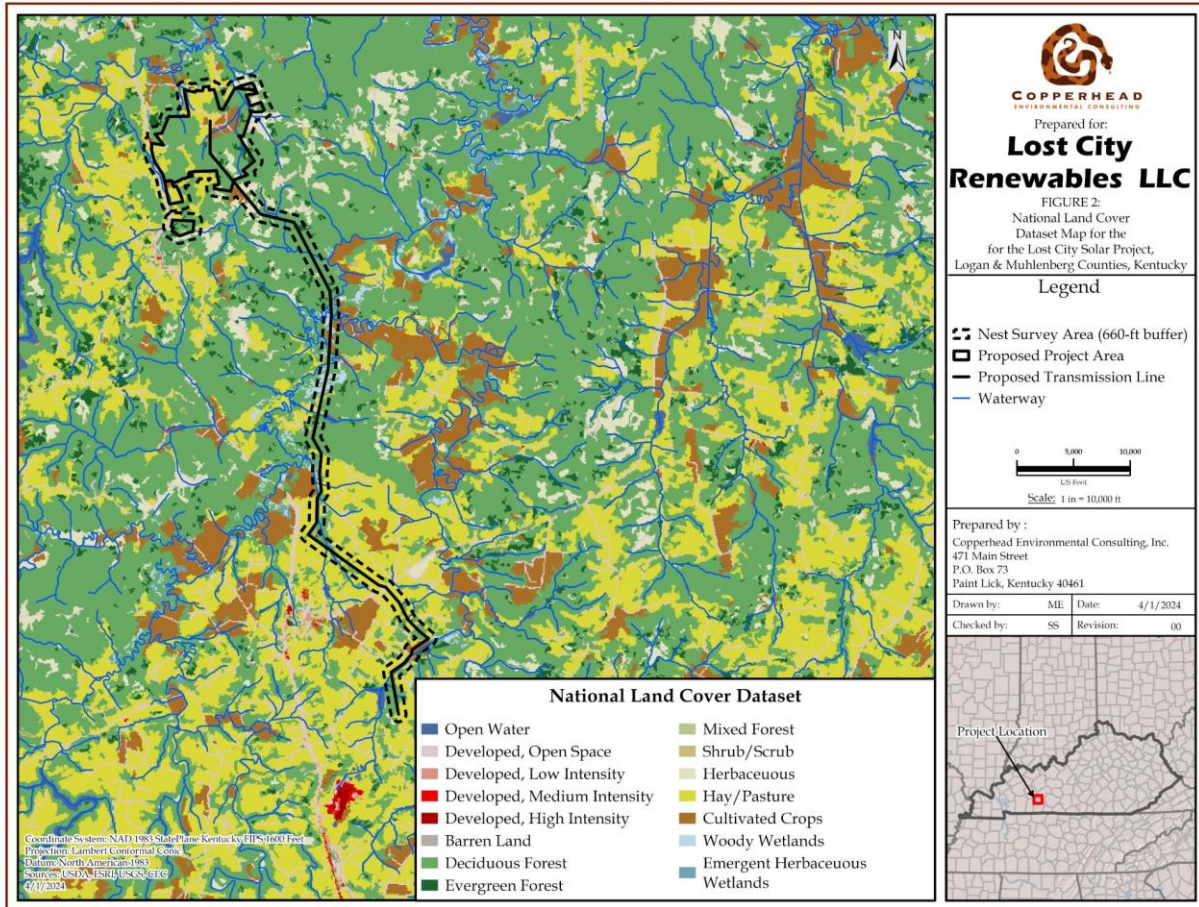 N
COPPERHEAD
ENVIRONMENTAL CONSULTING
Prepared for:
Lost City
Renewables LLC
FIGURE 2:
National Land Cover
Dataset Map for the
for the Lost City Solar Project,
Logan & Muhlenberg Counties, Kentucky
Legend
Nest Survey Area (660-ft buffer)
Proposed Project Area
Proposed Transmission Line
Waterway
0 5,000 10,000
US Feet
Scale: 1 in = 10,000 ft
Prepared by :
Copperhead Environmental Consulting, Inc.
471 Main Street
P.O. Box 73
Paint Lick, Kentucky 40461
Drawn by: ME Date: 4/1/2024
Checked by: SS Revision: 00
Project Location
National Land Cover Dataset
Open Water
Developed, Open Space
Developed, Low Intensity
Developed, Medium Intensity
Developed, High Intensity
Barren Land
Deciduous Forest
Evergreen Forest
Mixed Forest
Shrub/Scrub
Herbaceuous
Hay/Pasture
Cultivated Crops
Woody Wetlands
Emergent Herbaceuous
Wetlands
Coordinate System: NAD 1983 StatePlane Kentucky FIPS 1600 Feet
Projection: Lambert Conformal Conic
Datum: North American 1983
Sources: USDA, ESRI, USGS, CEC
4/1/2024